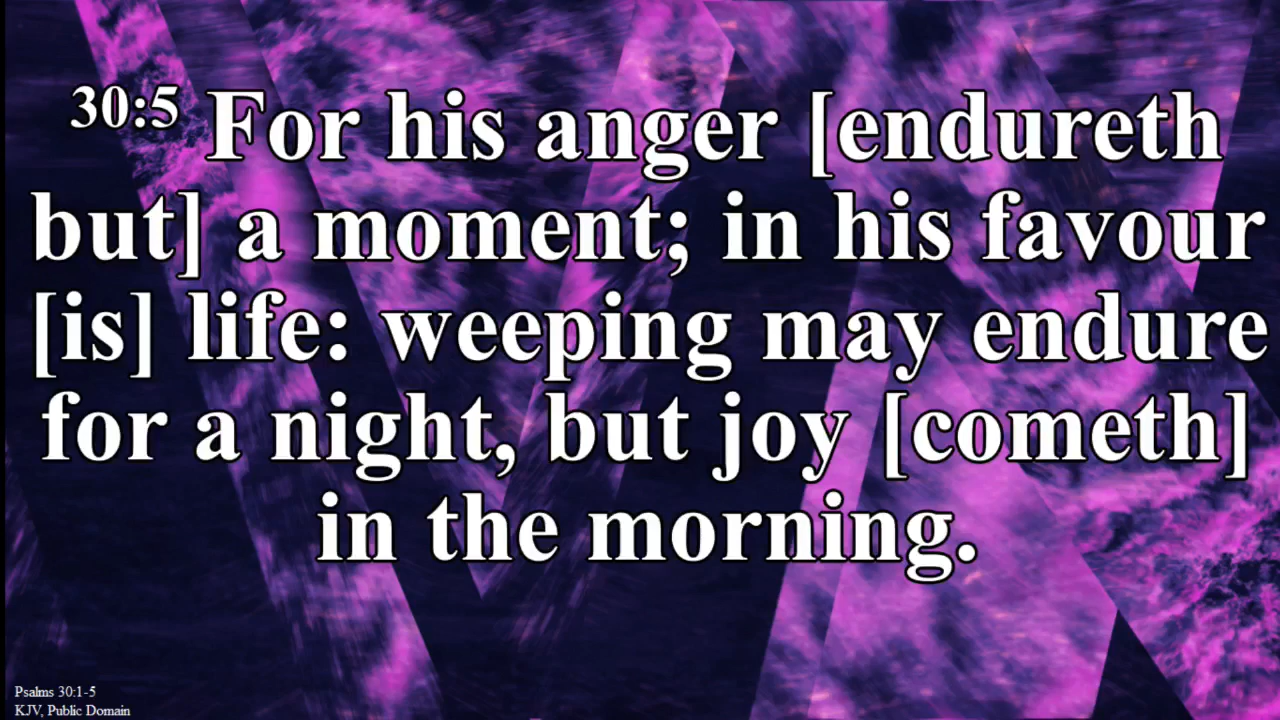 30:5 For his anger [endureth
but] a moment; in his favour
[is] life: weeping may endure
for a night, but joy [cometh]
in the morning.
Psalms 30:1-5
KJV, Public Domain